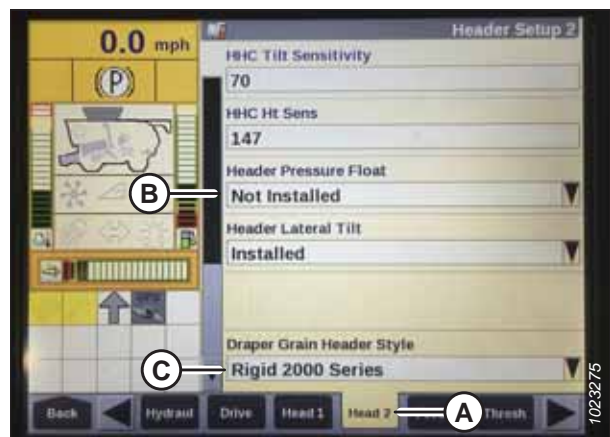 0.0 mph
Header Setup 2
(P)
HHC Tilt Sensitivity
70
HHC Ht Sens
147
Header Pressure Float
B
Not Installed
Header Lateral Tilt
Installed
Draper Grain Header Style
C
Rigid 2000 Series
Back
Hydraul
Drive
Head 1
Head 2
A
Thresh
1023275